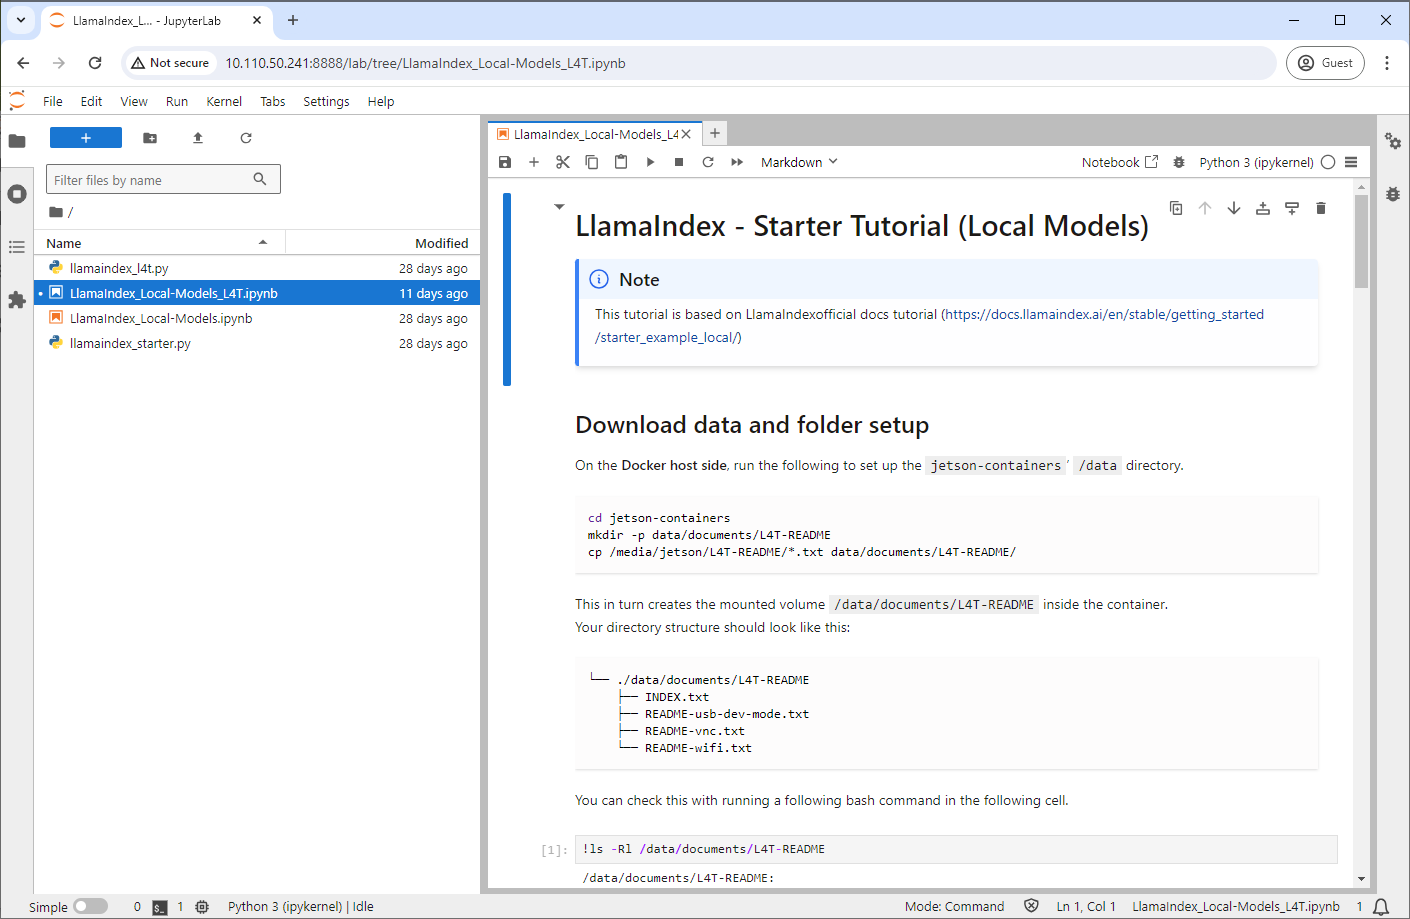 LlamaIndex_L... - JupyterLab
Not secure
10.110.50.241:8888/lab/tree/LlamaIndex_Local-Models_L4T.ipynb
Guest
File Edit View Run Kernel Tabs Settings Help
Filter files by name
/
Name Modified
llamaindex_l4t.py 28 days ago
LlamaIndex_Local-Models_L4T.ipynb 11 days ago
LlamaIndex_Local-Models.ipynb 28 days ago
llamaindex_starter.py 28 days ago
LlamaIndex_Local-Models_L4
Markdown
Notebook
Python 3 (ipykernel)
LlamaIndex - Starter Tutorial (Local Models)
Note
This tutorial is based on LlamaIndexofficial docs tutorial (https://docs.llamaindex.ai/en/stable/getting_started
/starter_example_local/)
Download data and folder setup
On the Docker host side, run the following to set up the jetson-containers' /data directory.
cd jetson-containers
mkdir -p data/documents/L4T-README
cp /media/jetson/L4T-README/*.txt data/documents/L4T-README/
This in turn creates the mounted volume /data/documents/L4T-README inside the container.
Your directory structure should look like this:
└── ./data/documents/L4T-README
├── INDEX.txt
├── README-usb-dev-mode.txt
├── README-vnc.txt
└── README-wifi.txt
You can check this with running a following bash command in the following cell.
[1]: !ls -Rl /data/documents/L4T-README
/data/documents/L4T-README:
Simple 0 1 Python 3 (ipykernel) | Idle Mode: Command Ln 1, Col 1 LlamaIndex_Local-Models_L4T.ipynb 1